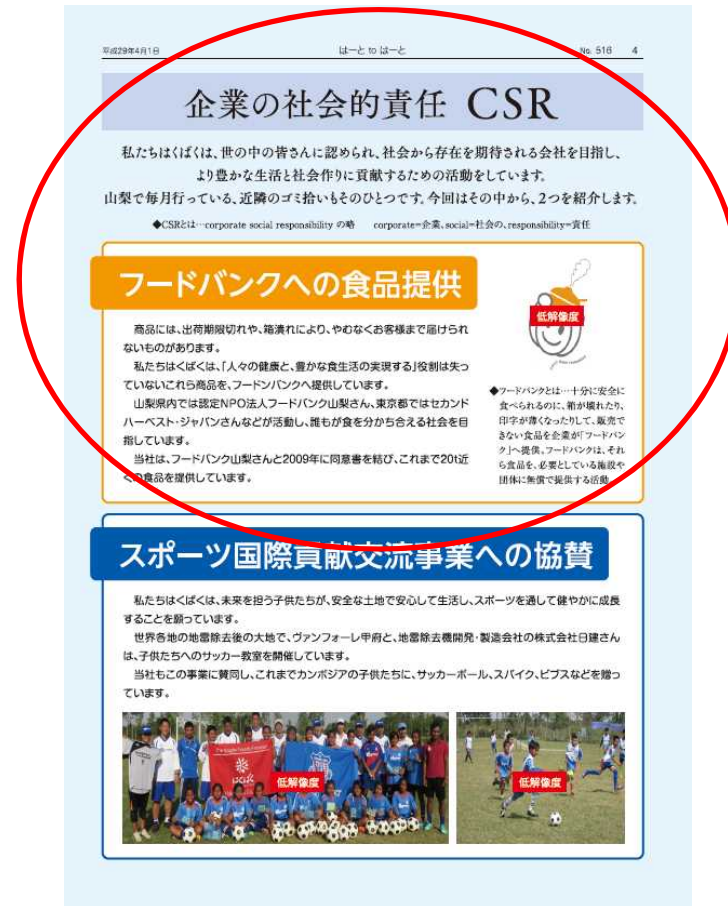 平成29年4月1日
はーと to はーと
No. 516 4
企業の社会的責任 CSR
私たちはくばくは、世の中の皆さんに認められ、社会から存在を期待される会社を目指し、
より豊かな生活と社会作りに貢献するための活動をしています。
山梨で毎月行っている、近隣のゴミ拾いもそのひとつです。今回はその中から、2つを紹介します。
◆CSRとは…corporate social responsibility の略 corporate=企業、social=社会の、responsibility=責任
フードバンクへの食品提供
商品には、出荷期限切れや、箱潰れにより、やむなくお客様まで届けられ
ないものがあります。
私たちはくばくは、「人々の健康と、豊かな食生活の実現する」役割は失っ
ていないこれら商品を、フードンバンクへ提供しています。
山梨県内では認定NPO法人フードバンク山梨さん、東京都ではセカンド
ハーベスト・ジャパンさんなどが活動し、誰もが食を分かち合える社会を目
指しています。
当社は、フードバンク山梨さんと2009年に同意書を結び、これまで20t近
くの食品を提供しています。
低解像度
◆フードバンクとは…十分に安全に
食べられるのに、箱が壊れたり、
印字が薄くなったりして、販売で
きない食品を企業が「フードバン
ク」へ提供。フードバンクは、それ
ら食品を、必要としている施設や
団体に無償で提供する活動
スポーツ国際貢献交流事業への協賛
私たちはくばくは、未来を担う子供たちが、安全な土地で安心して生活し、スポーツを通して健やかに成長
することを願っています。
世界各地の地雷除去後の大地で、ヴァンフォーレ甲府と、地雷除去機開発・製造会社の株式会社日建さん
は、子供たちへのサッカー教室を開催しています。
当社もこの事業に賛同し、これまでカンボジアの子供たちに、サッカーボール、スパイク、ビブスなどを贈っ
ています。
はくばく
低解像度
低解像度